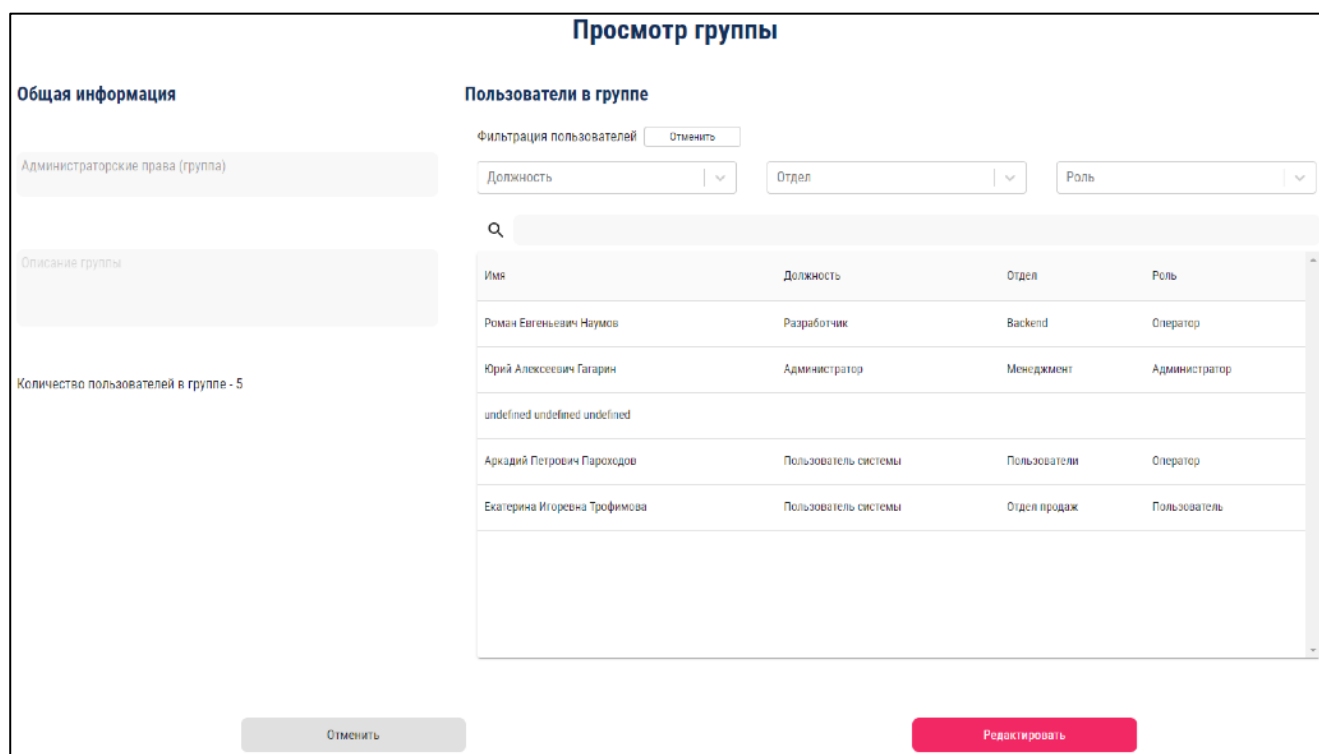 Просмотр группы
Общая информация
Пользователи в группе
Фильтрация пользователей Отменить
Администраторские права (группа)
Должность Отдел Роль
Описание группы
Имя Должность Отдел Роль
Роман Евгеньевич Наумов Разработчик Backend Оператор
Юрий Алексеевич Гагарин Администратор Менеджмент Администратор
Количество пользователей в группе - 5
undefined undefined undefined
Аркадий Петрович Пароходов Пользователь системы Пользователи Оператор
Екатерина Игоревна Трофимова Пользователь системы Отдел продаж Пользователь
Отменить Редактировать